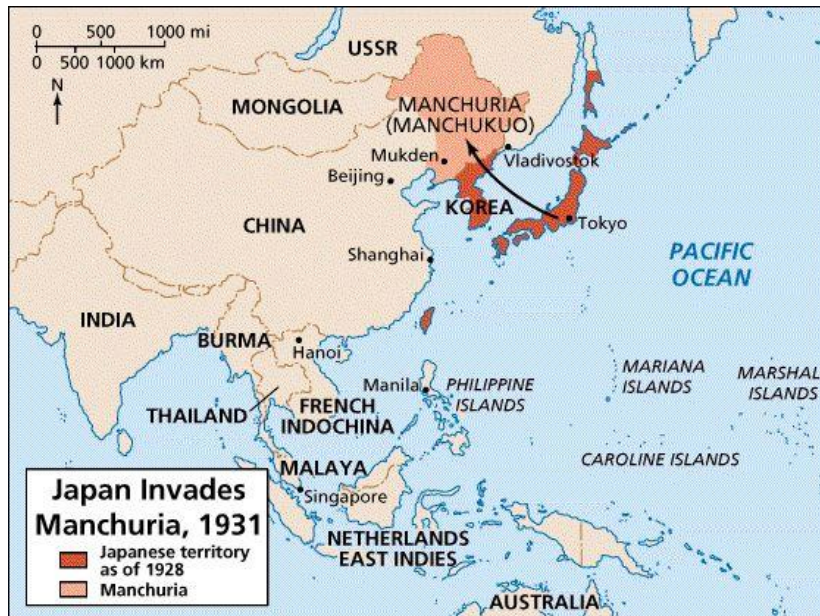 0 500 1000 mi
0 500 1000 km
N
USSR
MONGOLIA
MANCHURIA
(MANCHUKUO)
Mukden
Vladivostok
Beijing
KOREA
Tokyo
CHINA
Shanghai
PACIFIC
OCEAN
INDIA
BURMA
Hanoi
Manila
PHILIPPINE
ISLANDS
MARIANA
ISLANDS
MARSHAL
ISLANDS
THAILAND
FRENCH
INDOCHINA
CAROLINE ISLANDS
MALAYA
Singapore
NETHERLANDS
EAST INDIES
AUSTRALIA
Japan Invades
Manchuria, 1931
Japanese territory
as of 1928
Manchuria